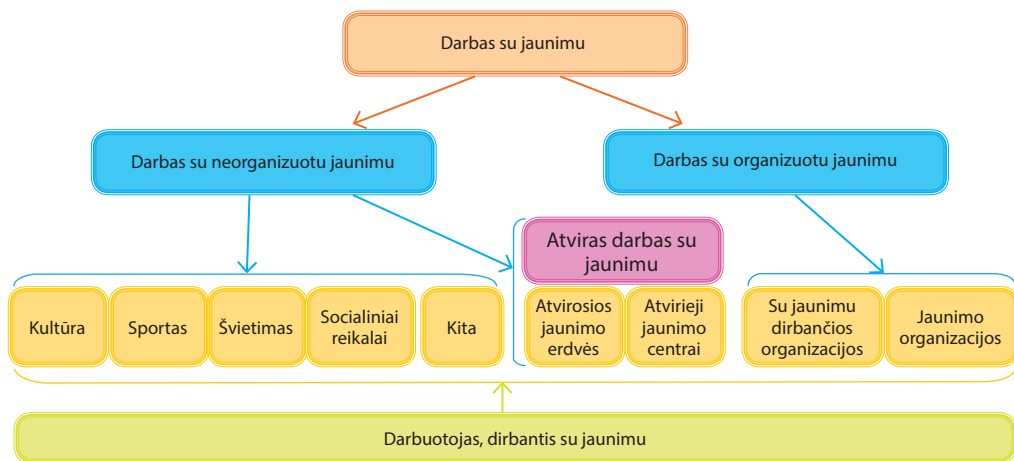 Darbas su jaunimu
Darbas su neorganizuotu jaunimu
Darbas su organizuotu jaunimu
Atviras darbas su
jaunimu
Kultūra
Sportas
Švietimas
Socialiniai
reikalai
Kita
Atvirosios
jaunimo
erdvės
Atvirieji
jaunimo
centrai
Su jaunimu
dirbančios
organizacijos
Jaunimo
organizacijos
Darbuotojas, dirbantis su jaunimu